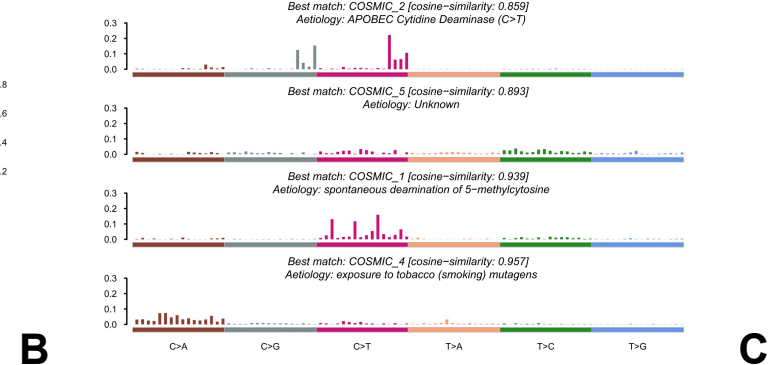 Best match: COSMIC_2 [cosine−similarity: 0.859]
Aetiology: APOBEC Cytidine Deaminase (C>T)
0.3
0.2
0.1
0.0
Best match: COSMIC_5 [cosine−similarity: 0.893]
Aetiology: Unknown
0.3
0.2
0.1
0.0
Best match: COSMIC_1 [cosine−similarity: 0.939]
Aetiology: spontaneous deamination of 5−methylcytosine
0.3
0.2
0.1
0.0
Best match: COSMIC_4 [cosine−similarity: 0.957]
Aetiology: exposure to tobacco (smoking) mutagens
0.3
0.2
0.1
0.0
C>A C>G C>T T>A T>C T>G
.8
.6
.4
.2
B
C